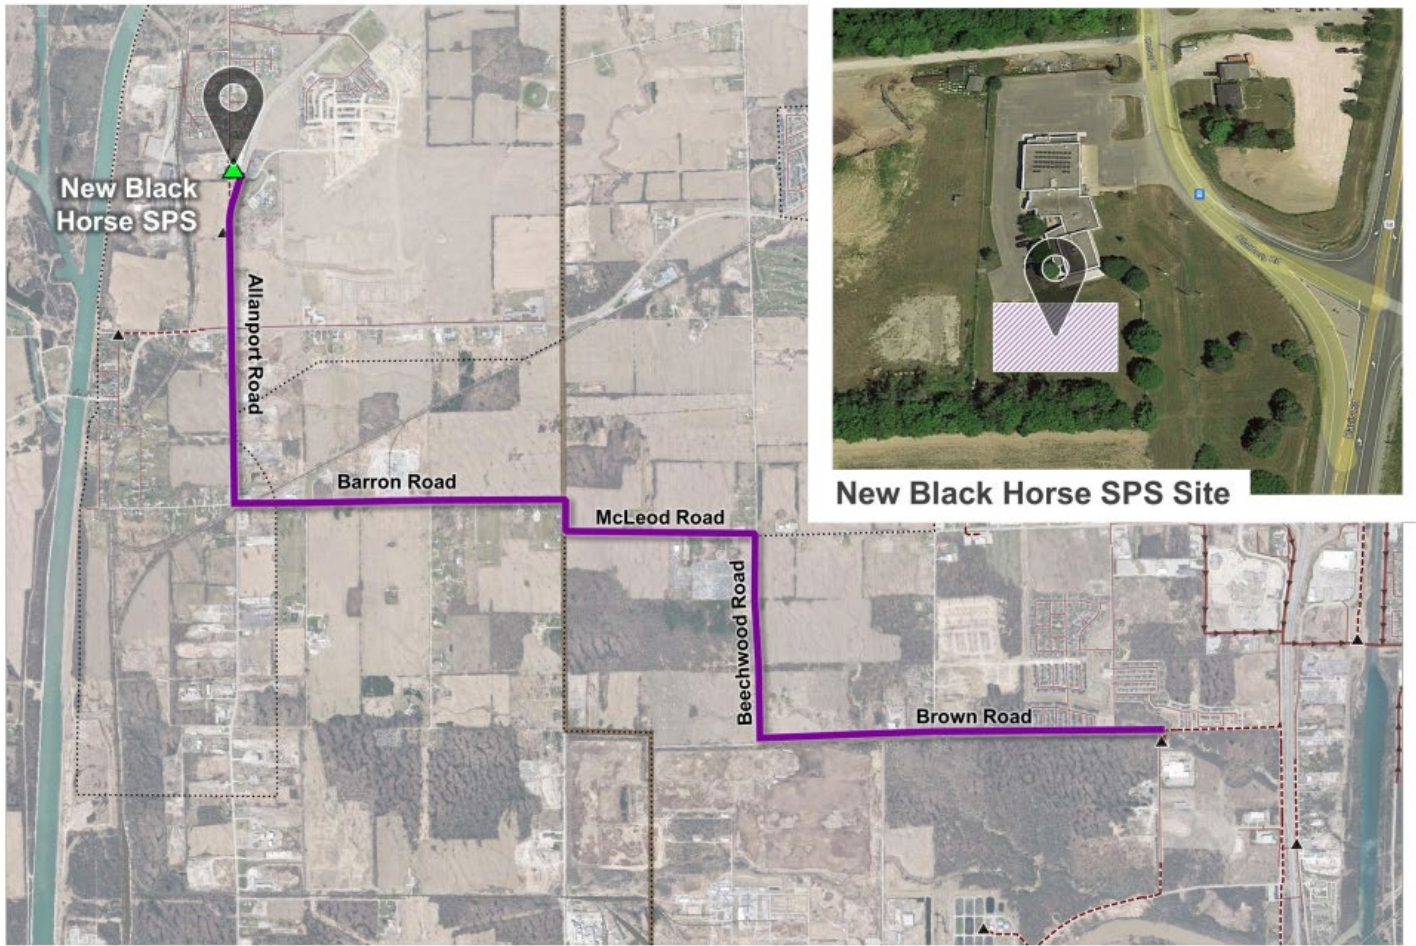 New Black
Horse SPS
Allanport Road
Barron Road
McLeod Road
Beechwood Road
Brown Road
New Black Horse SPS Site